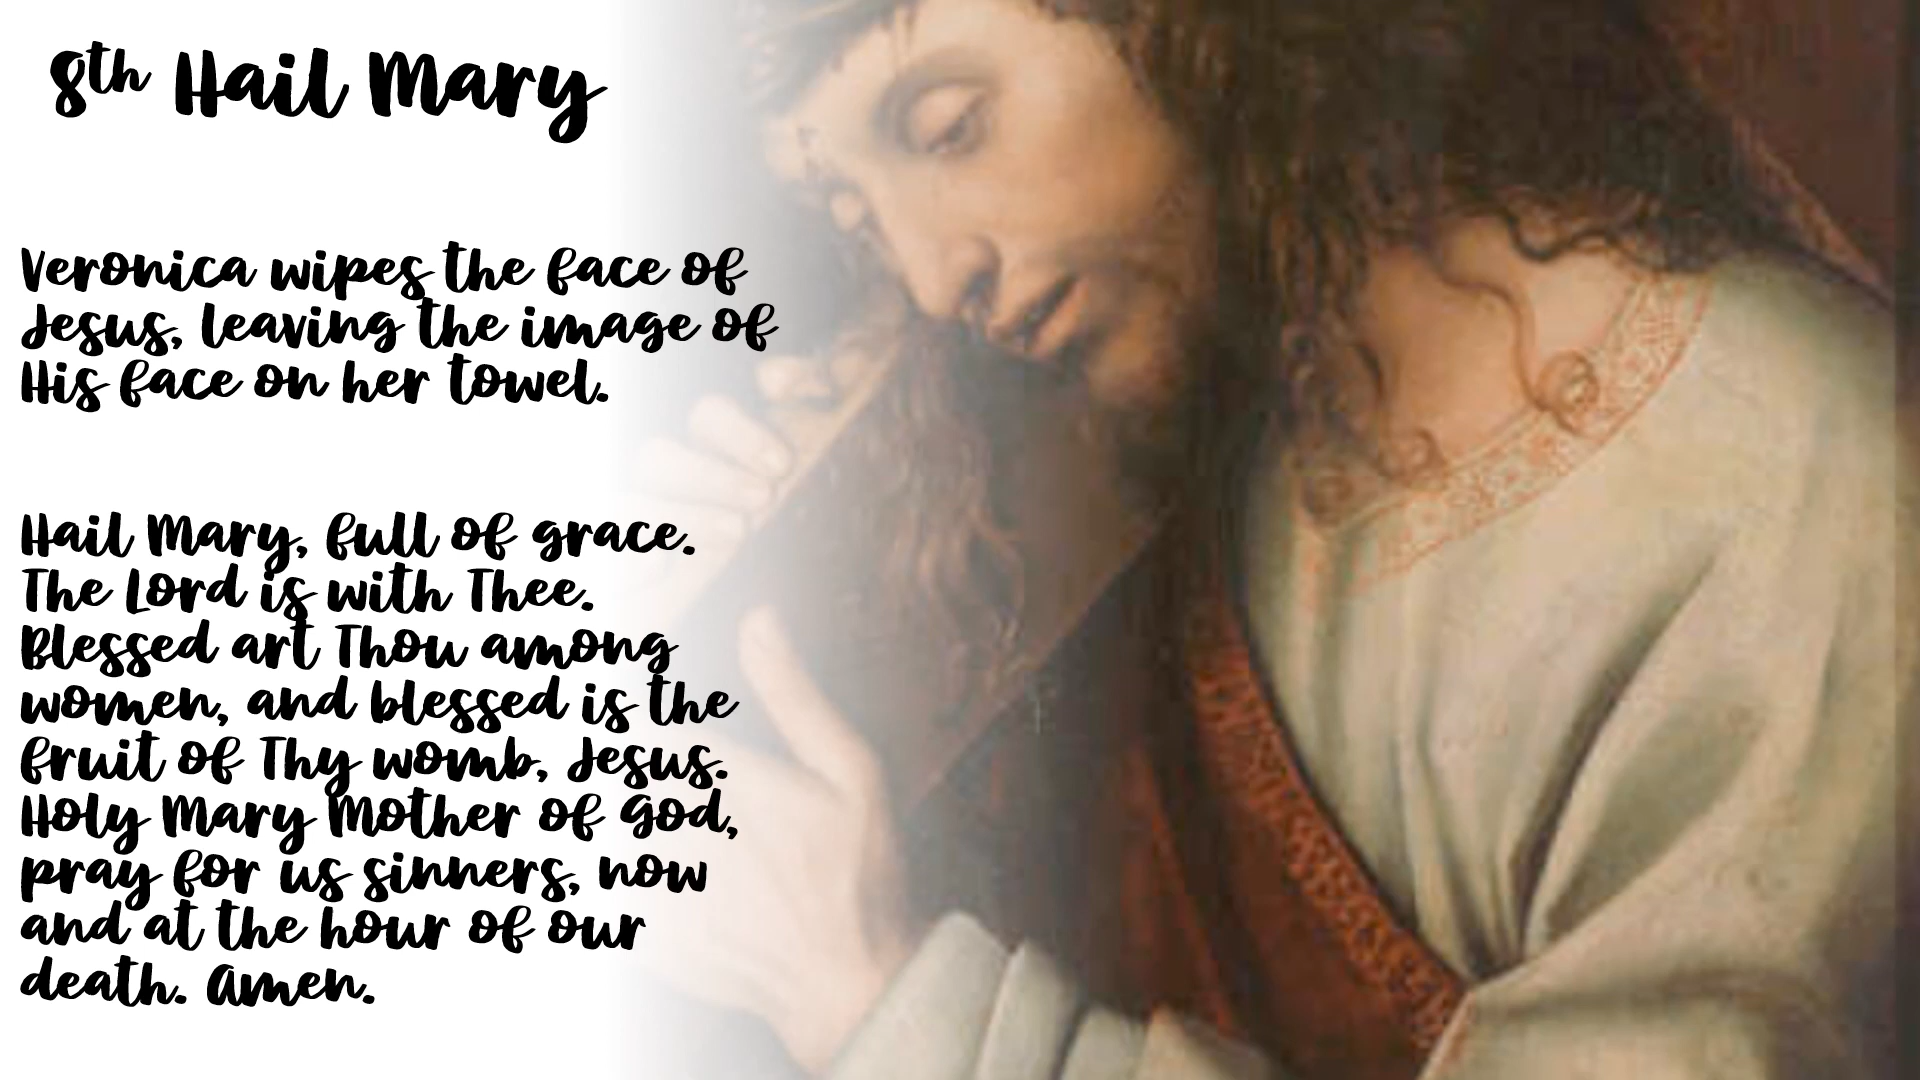 8th Hail Mary
Veronica wipes the face of
Jesus, leaving the image of
His face on her towel.
Hail Mary, full of grace.
The Lord is with Thee.
Blessed art Thou among
women, and blessed is the
fruit of Thy womb, Jesus.
Holy Mary Mother of God,
pray for us sinners, now
and at the hour of our
death. Amen.